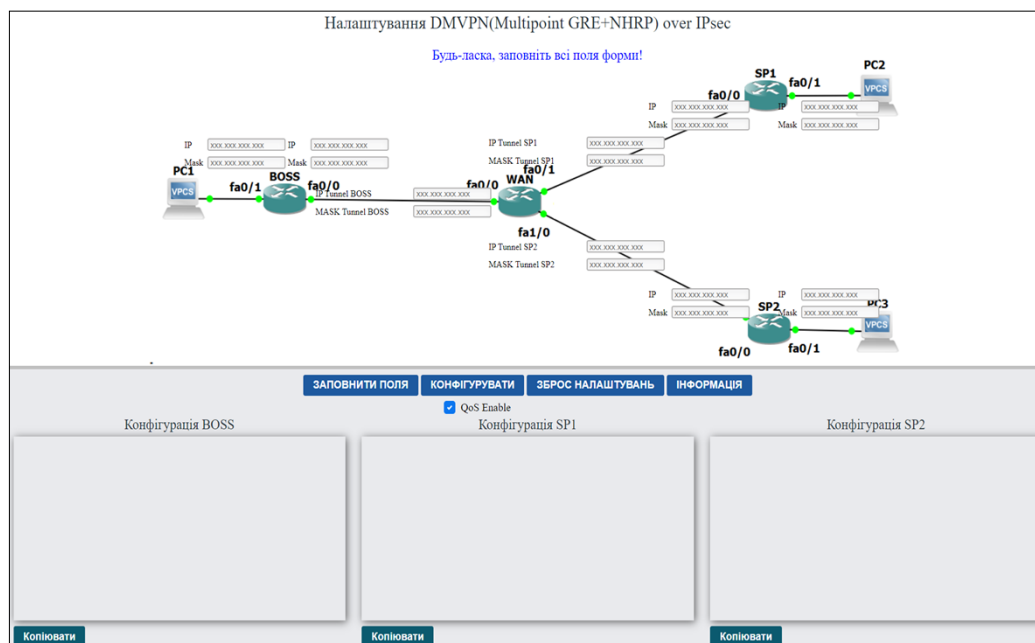 Налаштування DMVPN(Multipoint GRE+NHRP) over IPsec
Будь-ласка, заповніть всі поля форми!
PC2
SP1
fa0/0
fa0/1
VPCS
IP xxx.xxx.xxx.xxx IP xxx.xxx.xxx.xxx
Mask xxx.xxx.xxx.xxx Mask xxx.xxx.xxx.xxx
IP xxx.xxx.xxx.xxx IP xxx.xxx.xxx.xxx
Mask xxx.xxx.xxx.xxx Mask xxx.xxx.xxx.xxx
IP Tunnel SP1 xxx.xxx.xxx.xxx
MASK Tunnel SP1 xxx.xxx.xxx.xxx
PC1
VPCS
fa0/1
BOSS
fa0/0
IP Tunnel BOSS xxx.xxx.xxx.xxx
MASK Tunnel BOSS xxx.xxx.xxx.xxx
fa0/0
WAN
fa0/1
fa1/0
IP Tunnel SP2 xxx.xxx.xxx.xxx
MASK Tunnel SP2 xxx.xxx.xxx.xxx
IP xxx.xxx.xxx.xxx IP xxx.xxx.xxx.xxx
Mask xxx.xxx.xxx.xxx Mask xxx.xxx.xxx.xxx
SP2
PC3
VPCS
fa0/0
fa0/1
ЗАПОВНИТИ ПОЛЯ КОНФІГУРУВАТИ ЗБРОС НАЛАШТУВАНЬ ІНФОРМАЦІЯ
QoS Enable
Конфігурація BOSS Конфігурація SP1 Конфігурація SP2
Копіювати Копіювати Копіювати